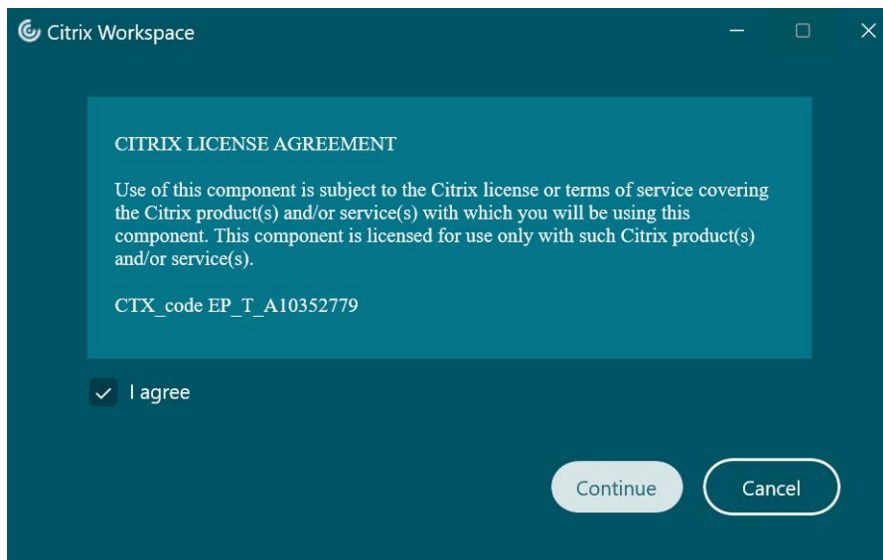 Citrix Workspace
CITRIX LICENSE AGREEMENT
Use of this component is subject to the Citrix license or terms of service covering
the Citrix product(s) and/or service(s) with which you will be using this
component. This component is licensed for use only with such Citrix product(s)
and/or service(s).
CTX_code EP_T_A10352779
I agree
Continue
Cancel